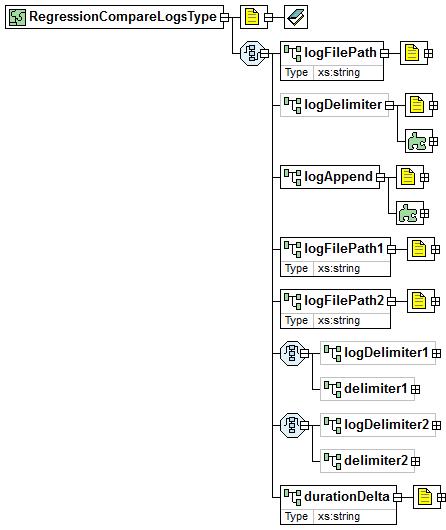 RegressionCompareLogsType
logFilePath
Type xs:string
logDelimiter
logAppend
logFilePath1
Type xs:string
logFilePath2
Type xs:string
logDelimiter1
delimiter1
logDelimiter2
delimiter2
durationDelta
Type xs:string